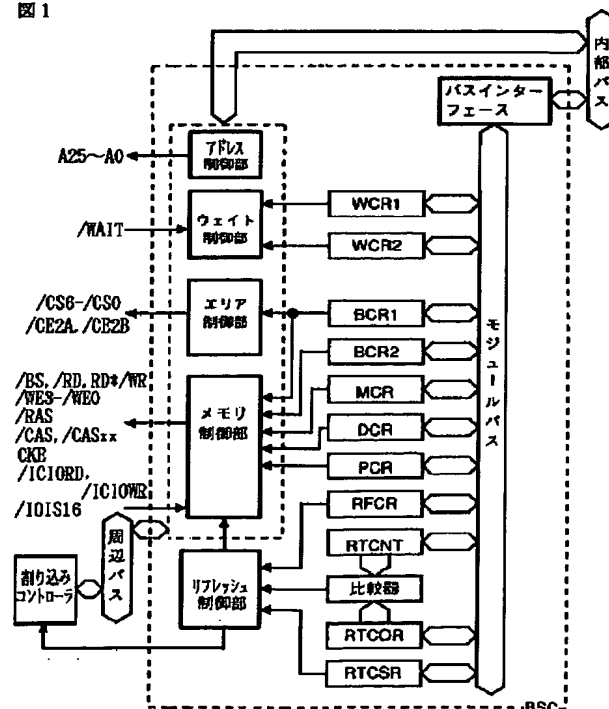 図1
内部バス
バスインターフェース
アドレス制御部
A25～A0
ウェイト制御部
/WAIT
WCR1
WCR2
エリア制御部
/CS6-/CS0
/CE2A, /CE2B
BCR1
BCR2
モジュールバス
/BS, /RD, RD*/WR
/WE3-/WE0
/RAS
/CAS, /CASxx
CKE
/ICIORD,
/ICIOWR
/IOIS16
メモリ制御部
MCR
DCR
PCR
RFCR
RTCNT
周辺バス
割り込みコントローラ
リフレッシュ制御部
比較器
RTCOR
RTCSR
BSC